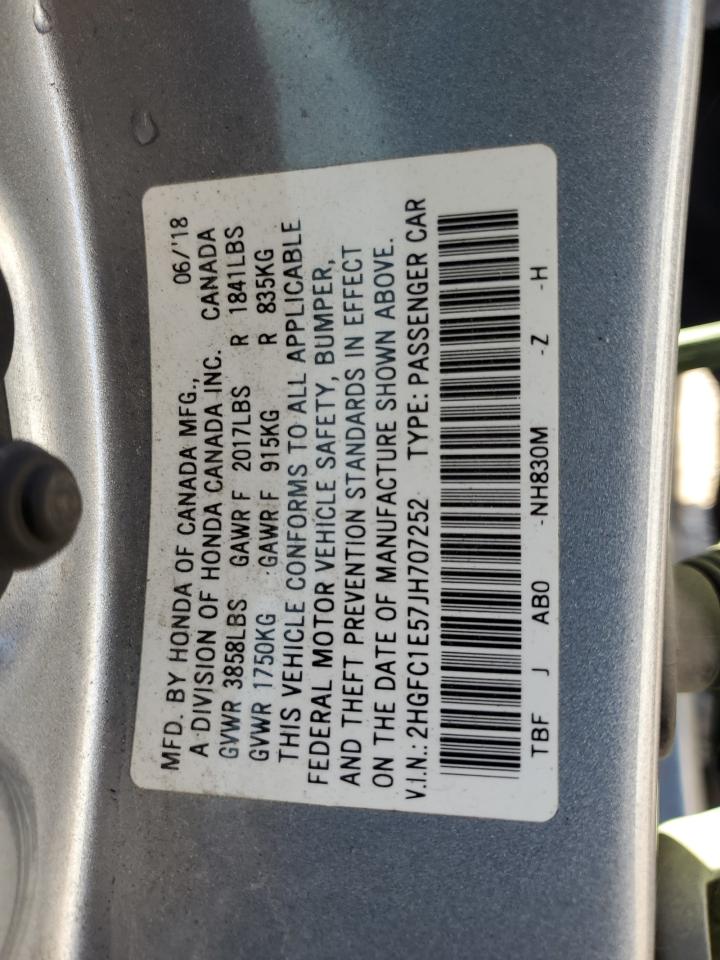 MFD. BY HONDA OF CANADA MFG., 06/'18
A DIVISION OF HONDA CANADA INC. CANADA
GVWR 3858LBS GAWR F 2017LBS R 1841LBS
GVWR 1750KG GAWR F 915KG R 835KG
THIS VEHICLE CONFORMS TO ALL APPLICABLE
FEDERAL MOTOR VEHICLE SAFETY, BUMPER,
AND THEFT PREVENTION STANDARDS IN EFFECT
ON THE DATE OF MANUFACTURE SHOWN ABOVE.
V.I.N.: 2HGFC1E57JH707252 TYPE: PASSENGER CAR
TBF J AB0 -NH830M -Z -H